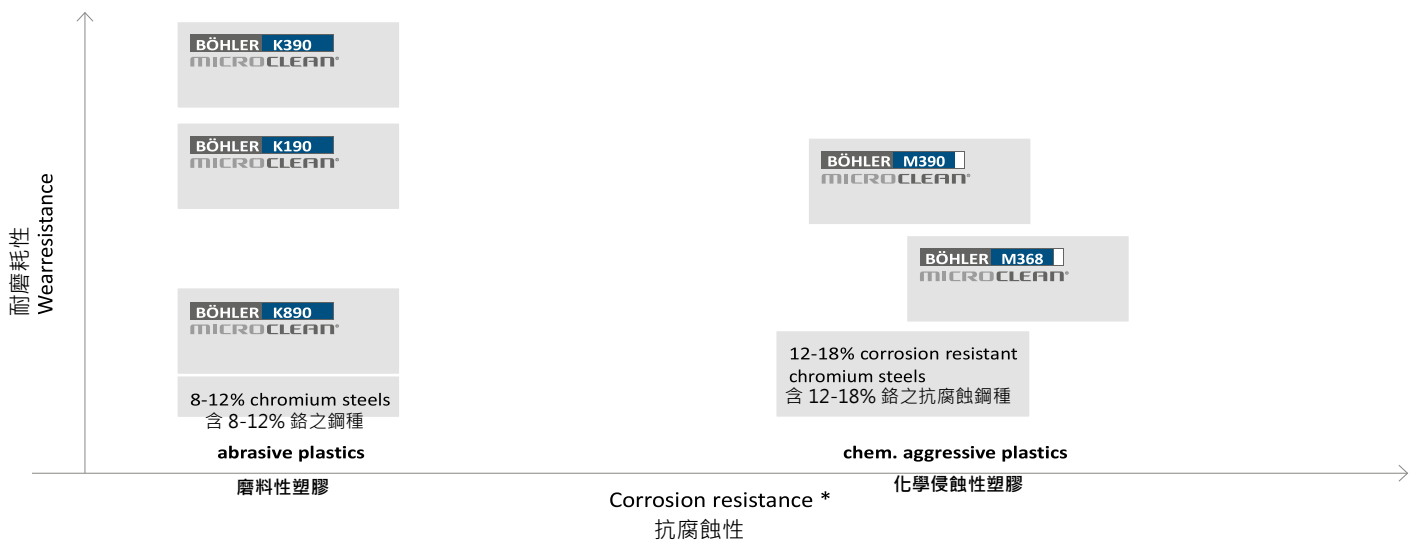 BÖHLER K390
MICROCLEAN®
BÖHLER K190
MICROCLEAN®
BÖHLER M390
MICROCLEAN®
BÖHLER M368
MICROCLEAN®
BÖHLER K890
MICROCLEAN®
耐磨耗性
Wearresistance
8-12% chromium steels
含 8-12% 鉻之鋼種
12-18% corrosion resistant
chromium steels
含 12-18% 鉻之抗腐蝕鋼種
abrasive plastics
磨料性塑膠
chem. aggressive plastics
化學侵蝕性塑膠
Corrosion resistance *
抗腐蝕性